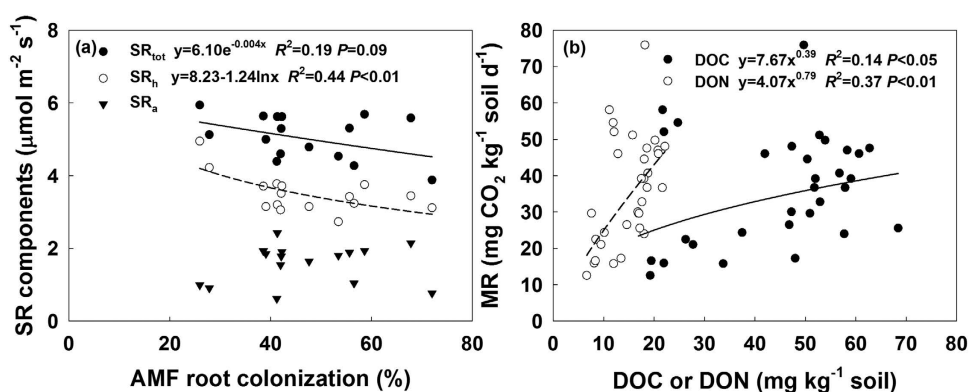 (a)
● SR_tot y=6.10e^-0.004x R²=0.19 P=0.09
○ SR_h y=8.23-1.24lnx R²=0.44 P<0.01
▼ SR_a
SR components (μmol m⁻² s⁻¹)
10
8
6
4
2
0
0 20 40 60 80
AMF root colonization (%)
(b)
● DOC y=7.67x^0.39 R²=0.14 P<0.05
○ DON y=4.07x^0.79 R²=0.37 P<0.01
MR (mg CO₂ kg⁻¹ soil d⁻¹)
80
70
60
50
40
30
20
10
0
0 10 20 30 40 50 60 70 80
DOC or DON (mg kg⁻¹ soil)